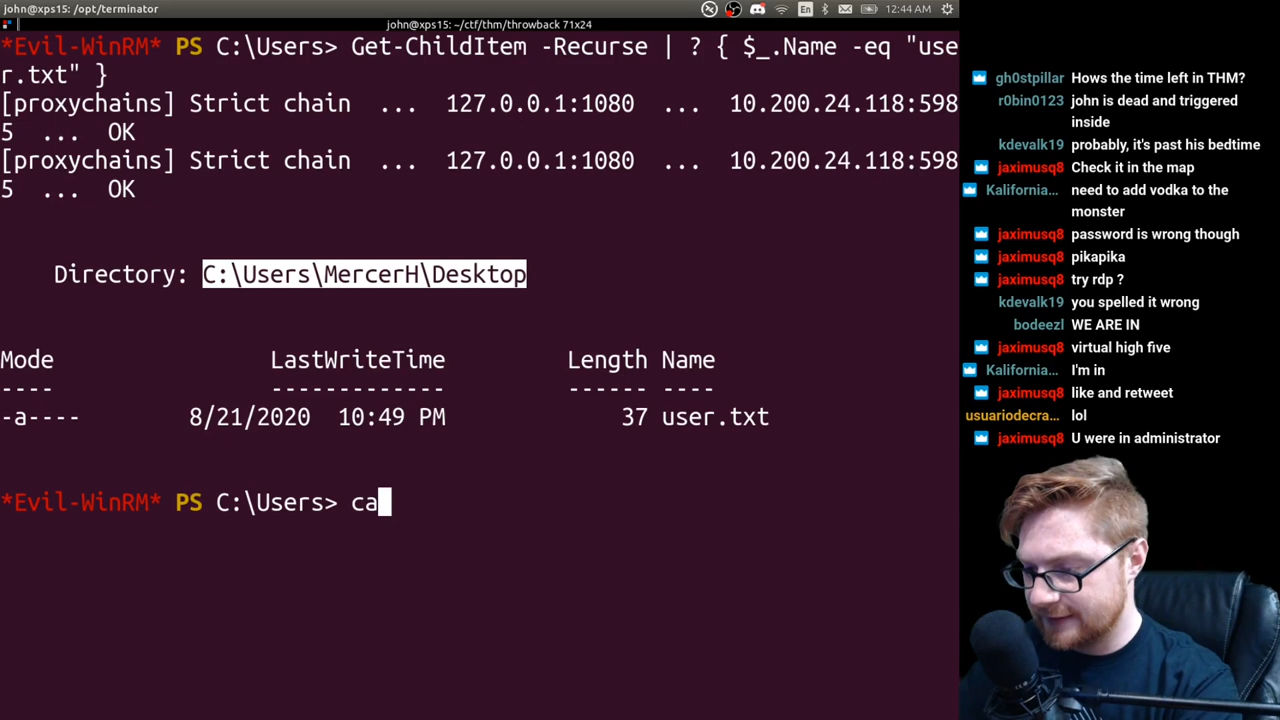 john@xps15: /opt/terminator
En
12:44 AM
john@xps15: ~/ctf/thm/throwback 71x24
*Evil-WinRM* PS C:\Users> Get-ChildItem -Recurse | ? { $_.Name -eq "use
r.txt" }
[proxychains] Strict chain  ...  127.0.0.1:1080  ...  10.200.24.118:598
5  ...  OK
[proxychains] Strict chain  ...  127.0.0.1:1080  ...  10.200.24.118:598
5  ...  OK
Directory: C:\Users\MercerH\Desktop
Mode                LastWriteTime         Length Name
----                -------------         ------ ----
-a----        8/21/2020  10:49 PM             37 user.txt
*Evil-WinRM* PS C:\Users> ca
gh0stpillar Hows the time left in THM?
r0bin0123 john is dead and triggered
inside
kdevalk19 probably, it's past his bedtime
jaximusq8 Check it in the map
Kalifornia... need to add vodka to the
monster
jaximusq8 password is wrong though
jaximusq8 pikapika
jaximusq8 try rdp ?
kdevalk19 you spelled it wrong
bodeezl WE ARE IN
jaximusq8 virtual high five
Kalifornia... I'm in
jaximusq8 like and retweet
usuariodecra... lol
jaximusq8 U were in administrator